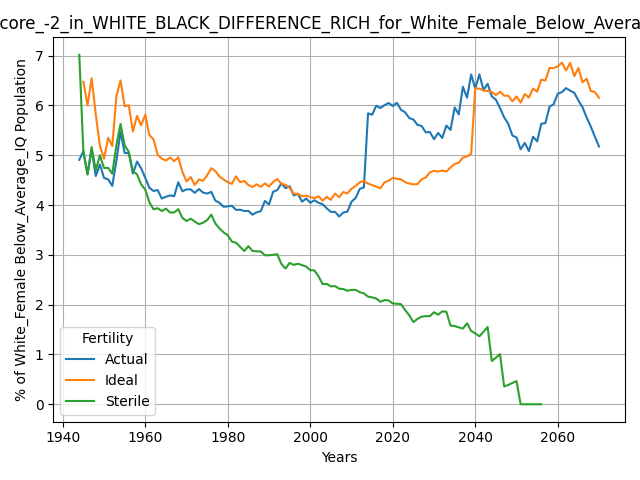 core_-2_in_WHITE_BLACK_DIFFERENCE_RICH_for_White_Female_Below_Avera
% of White_Female Below_Average_IQ Population
7
6
5
4
3
2
1
0
Fertility
Actual
Ideal
Sterile
1940 1960 1980 2000 2020 2040 2060
Years